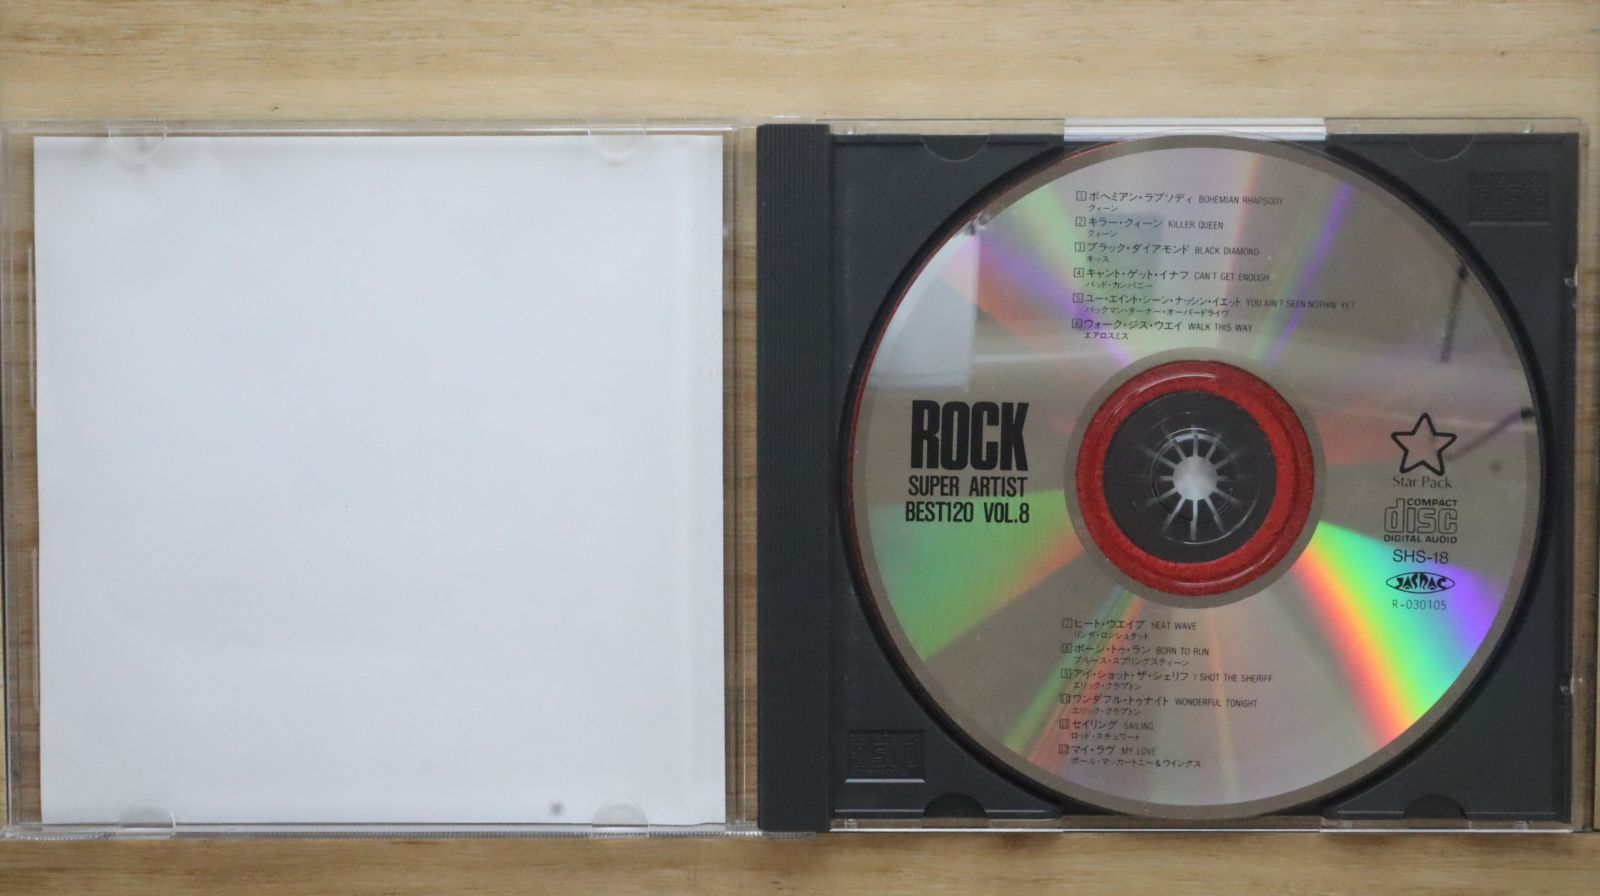 1 ボヘミアン・ラプソディ BOHEMIAN RHAPSODY
クィーン
2 キラー・クィーン KILLER QUEEN
クィーン
3 ブラック・ダイアモンド BLACK DIAMOND
キッス
4 キャント・ゲット・イナフ CAN'T GET ENOUGH
バッド・カンパニー
5 ユー・エイント・シーン・ナッシン・イエット YOU AIN'T SEEN NOTHIN' YET
バックマン・ターナー・オーバードライヴ
6 ウォーク・ジス・ウエイ WALK THIS WAY
エアロスミス
ROCK
SUPER ARTIST
BEST120 VOL.8
Star Pack
COMPACT
disc
DIGITAL AUDIO
SHS-18
JASRAC
R-030105
7 ヒート・ウエイブ HEAT WAVE
リンダ・ロンシュタット
8 ボーン・トゥ・ラン BORN TO RUN
ブルース・スプリングスティーン
9 アイ・ショット・ザ・シェリフ I SHOT THE SHERIFF
エリック・クラプトン
10 ワンダフル・トゥナイト WONDERFUL TONIGHT
エリック・クラプトン
11 セイリング SAILING
ロッド・スチュワート
12 マイ・ラヴ MY LOVE
ポール・マッカートニー&ウイングス